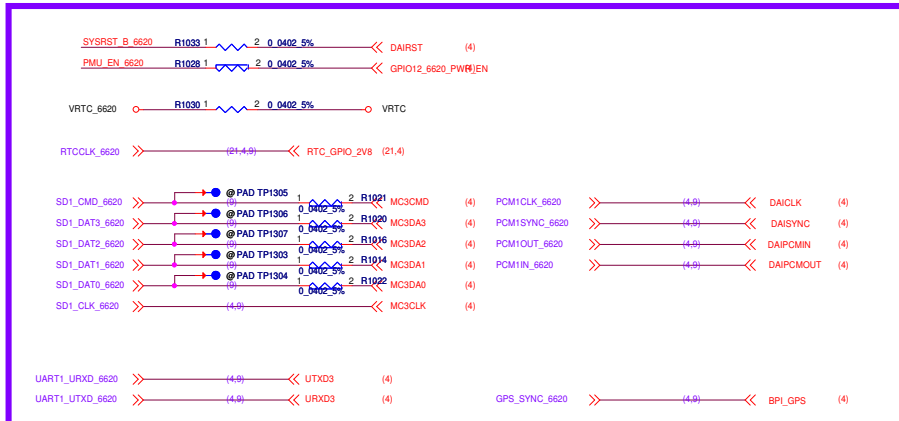 SYSRST_B_6620 R1033 1 2 0_0402_5% DAIRST (4)
PMU_EN_6620 R1028 1 2 0_0402_5% GPIO12_6620_PWR_EN (4)
VRTC_6620 R1030 1 2 0_0402_5% VRTC
RTCCLK_6620 (21,4,9) RTC_GPIO_2V8 (21,4)
@ PAD TP1305
SD1_CMD_6620 (9) 1 2 R1021 MC3CMD (4) PCM1CLK_6620 (4,9) DAICLK (4)
0_0402_5%
@ PAD TP1306
SD1_DAT3_6620 (9) 1 2 R1020 MC3DA3 (4) PCM1SYNC_6620 (4,9) DAISYNC (4)
0_0402_5%
@ PAD TP1307
SD1_DAT2_6620 (9) 1 2 R1016 MC3DA2 (4) PCM1OUT_6620 (4,9) DAIPCMIN (4)
0_0402_5%
@ PAD TP1303
SD1_DAT1_6620 (9) 1 2 R1014 MC3DA1 (4) PCM1IN_6620 (4,9) DAIPCMOUT (4)
0_0402_5%
@ PAD TP1304
SD1_DAT0_6620 (9) 1 2 R1022 MC3DA0 (4)
0_0402_5%
SD1_CLK_6620 (4,9) MC3CLK (4)
UART1_URXD_6620 (4,9) UTXD3 (4)
UART1_UTXD_6620 (4,9) URXD3 (4) GPS_SYNC_6620 (4,9) BPI_GPS (4)